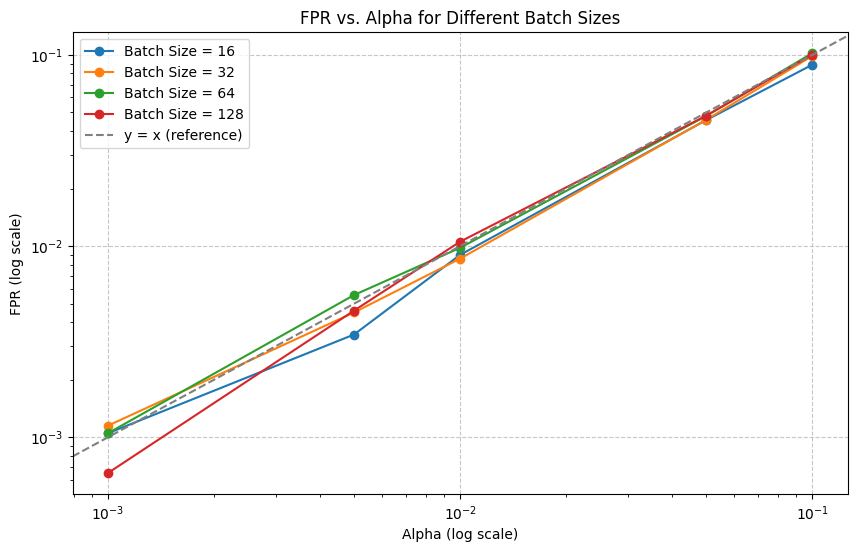 FPR vs. Alpha for Different Batch Sizes
Batch Size = 16
Batch Size = 32
Batch Size = 64
Batch Size = 128
y = x (reference)
FPR (log scale)
10⁻¹
10⁻²
10⁻³
10⁻³ 10⁻² 10⁻¹
Alpha (log scale)